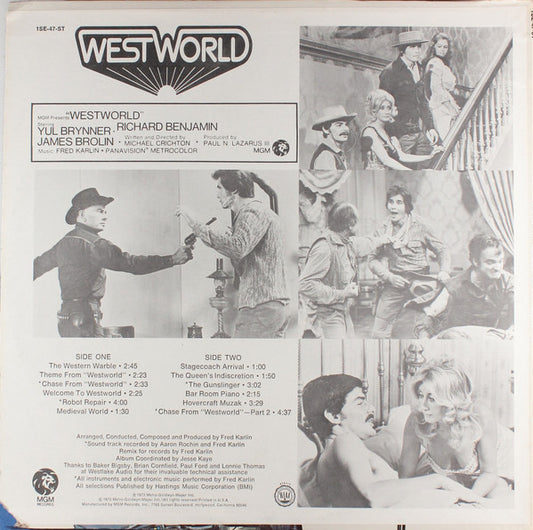 1SE-47-ST
WESTWORLD
MGM Presents "WESTWORLD"
Starring
YUL BRYNNER, RICHARD BENJAMIN
JAMES BROLIN • Written and Directed by MICHAEL CRICHTON • Produced by PAUL N. LAZARUS III
Music: FRED KARLIN • PANAVISION® METROCOLOR
MGM
SIDE ONE
The Western Warble • 2:45
Theme From "Westworld" • 2:23
*Chase From "Westworld" • 2:33
Welcome To Westworld • 2:25
*Robot Repair • 4:00
Medieval World • 1:30
SIDE TWO
Stagecoach Arrival • 1:00
The Queen's Indiscretion • 1:50
*The Gunslinger • 3:02
Bar Room Piano • 2:15
Hovercraft Muzak • 3:29
*Chase From "Westworld"—Part 2 • 4:37
Arranged, Conducted, Composed and Produced by Fred Karlin
*Sound track recorded by Aaron Rochin and Fred Karlin
Remix for records by Fred Karlin
Album Coordinated by Jesse Kaye
Thanks to Baker Bigsby, Brian Cornfield, Paul Ford and Lonnie Thomas
at Westlake Audio for their invaluable technical assistance
*All instruments and electronic music performed by Fred Karlin
All selections Published by Hastings Music Corporation (BMI)
MGM
RECORDS